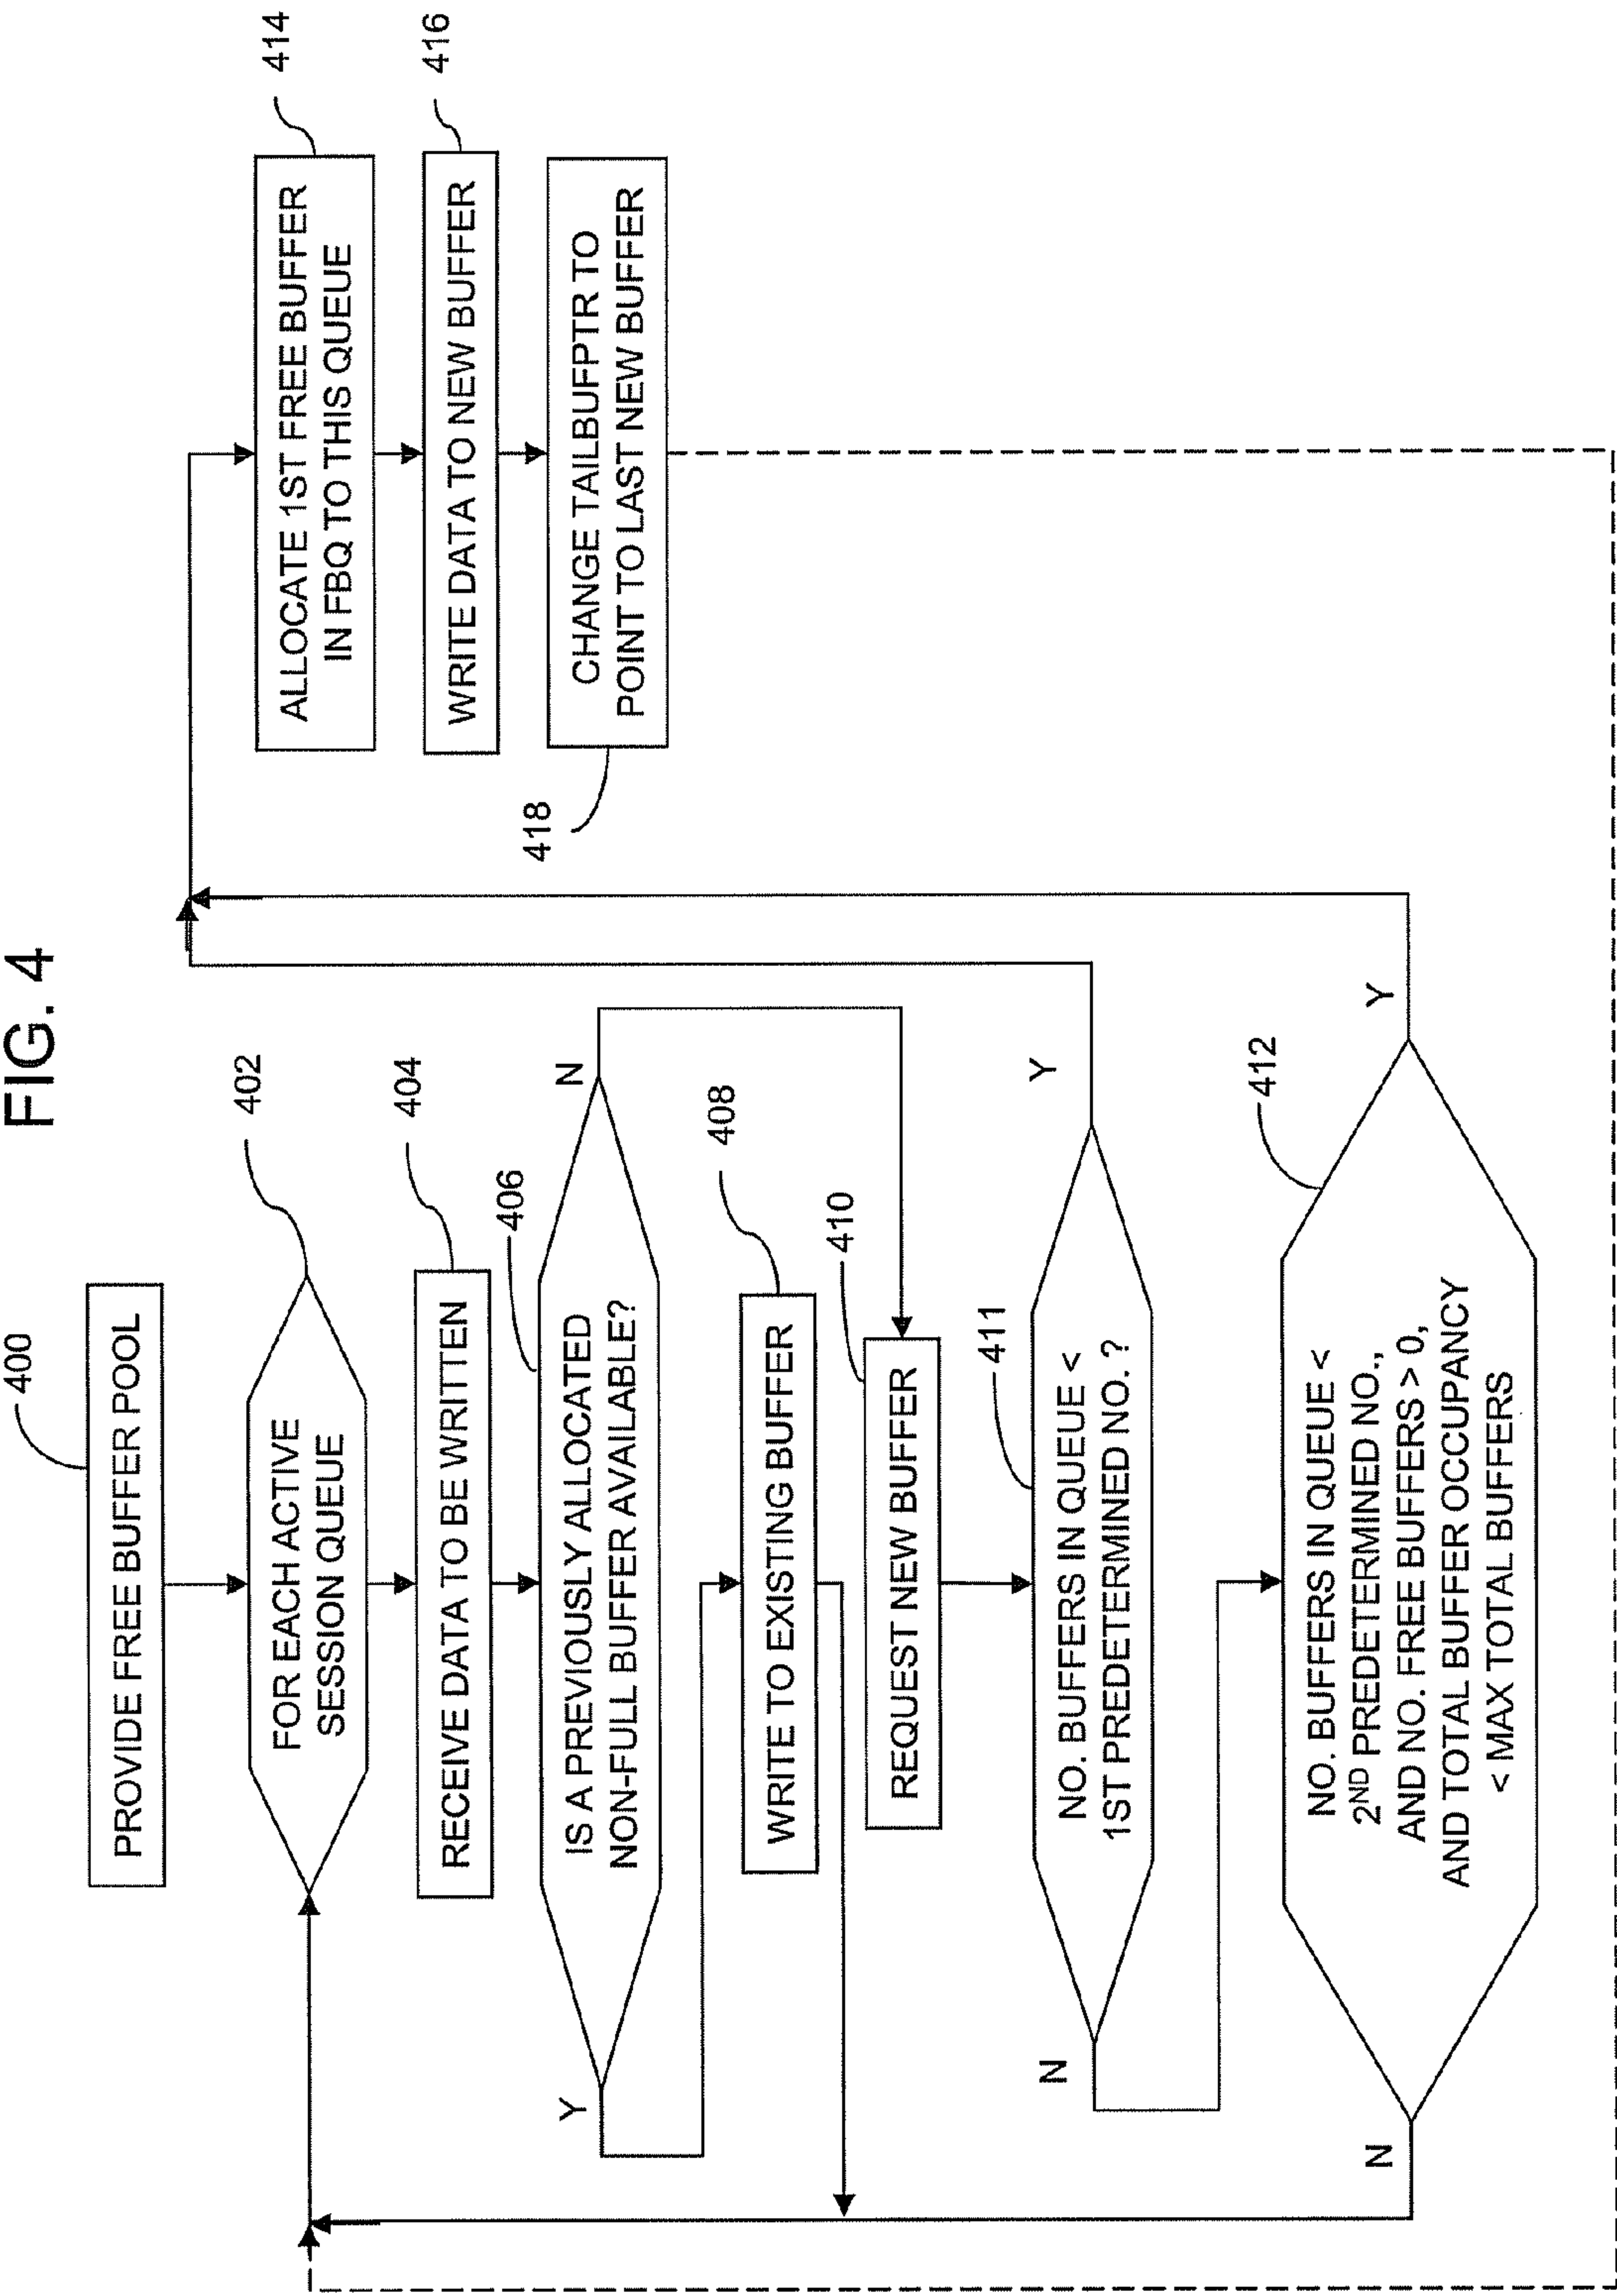 FIG. 4
400
PROVIDE FREE BUFFER POOL
402
FOR EACH ACTIVE
SESSION QUEUE
404
RECEIVE DATA TO BE WRITTEN
406
IS A PREVIOUSLY ALLOCATED
NON-FULL BUFFER AVAILABLE?
Y
N
408
WRITE TO EXISTING BUFFER
410
REQUEST NEW BUFFER
411
NO. BUFFERS IN QUEUE <
1ST PREDETERMINED NO. ?
N
Y
412
NO. BUFFERS IN QUEUE <
2ND PREDETERMINED NO.,
AND NO. FREE BUFFERS > 0,
AND TOTAL BUFFER OCCUPANCY
< MAX TOTAL BUFFERS
N
Y
414
ALLOCATE 1ST FREE BUFFER
IN FBQ TO THIS QUEUE
416
WRITE DATA TO NEW BUFFER
418
CHANGE TAILBUFPTR TO
POINT TO LAST NEW BUFFER